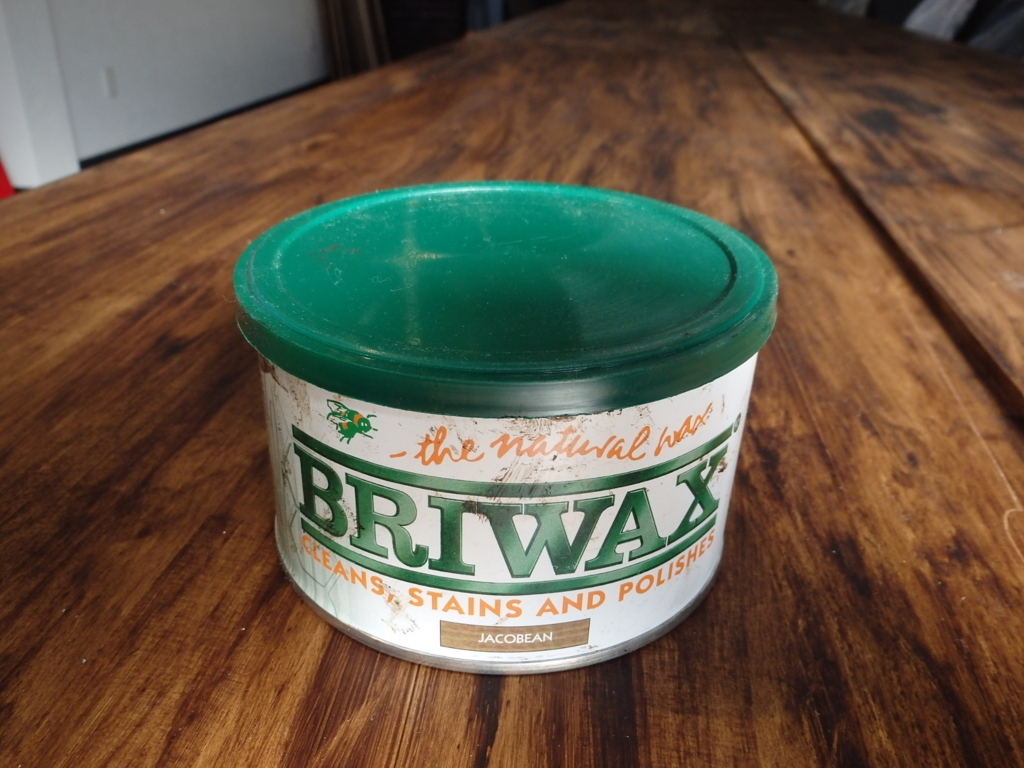 - the natural wax
BRIWAX®
CLEANS, STAINS AND POLISHES
JACOBEAN